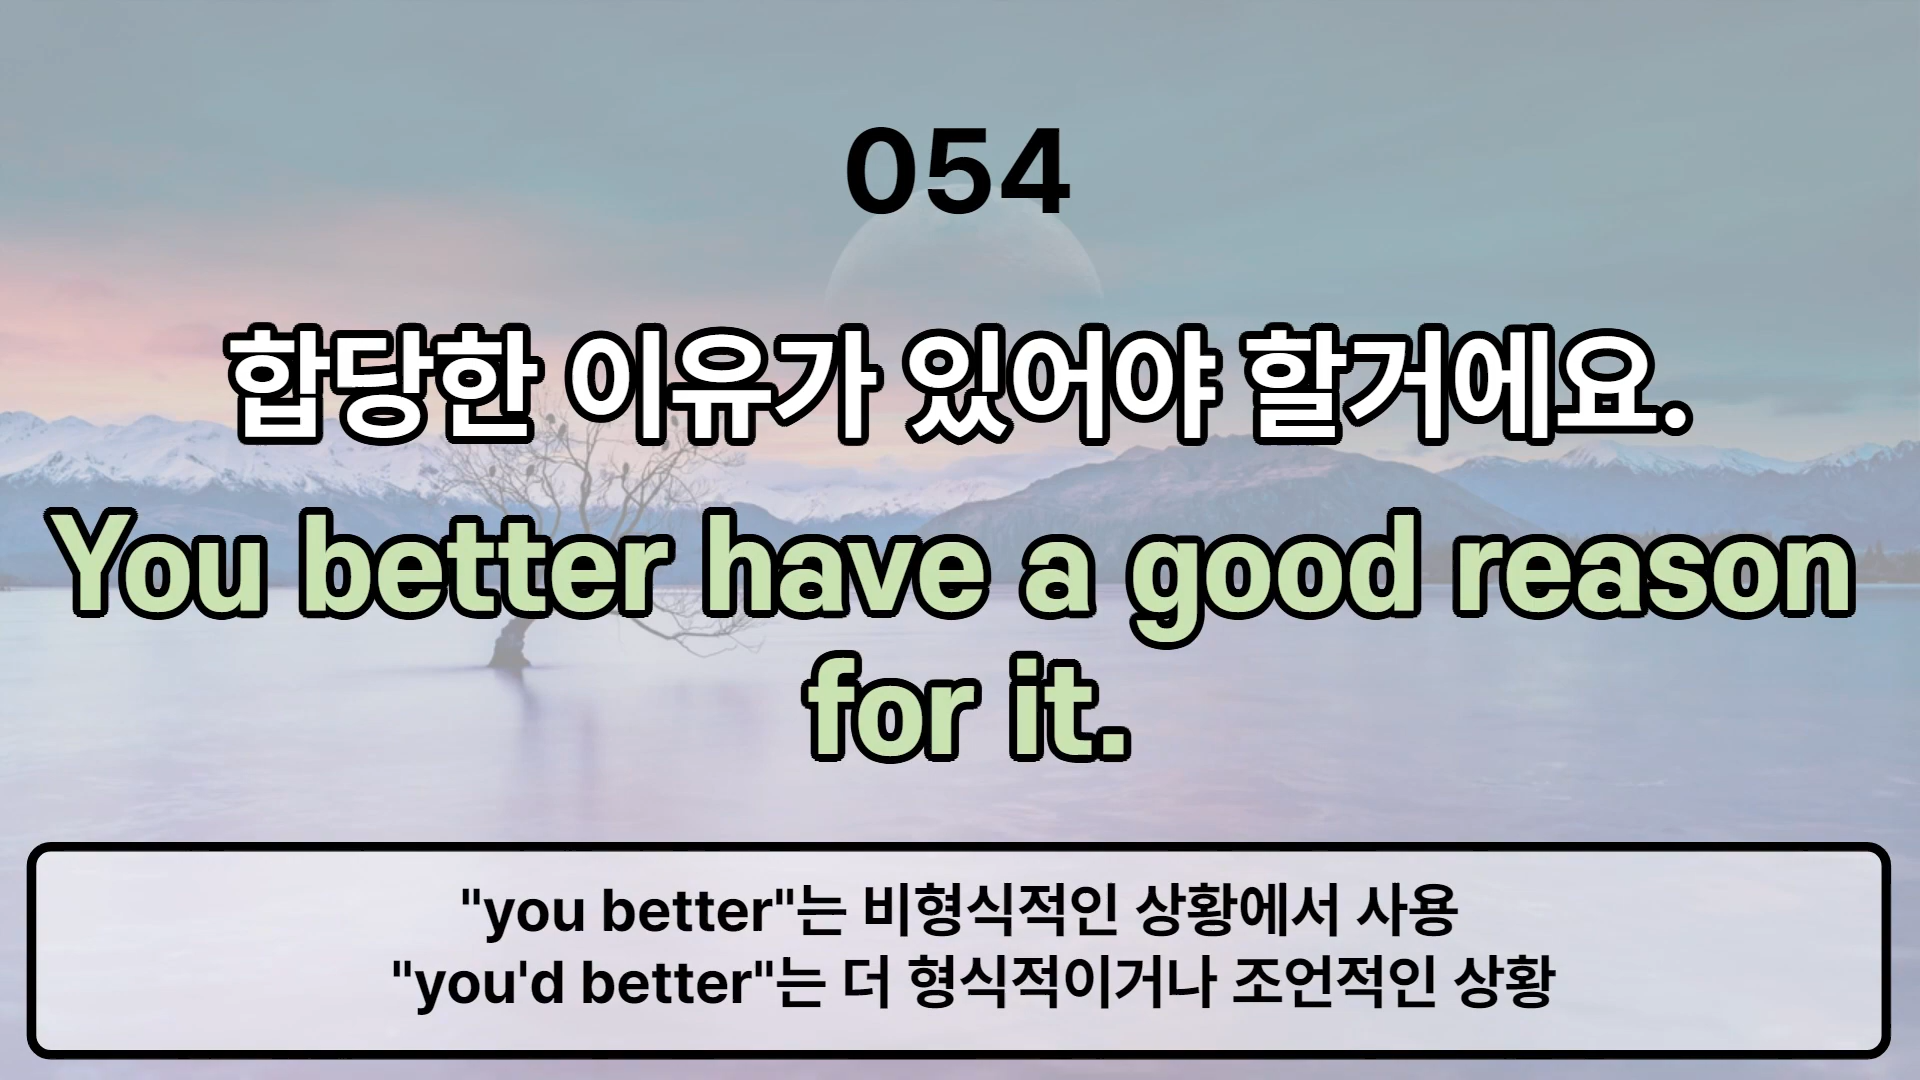 054
합당한 이유가 있어야 할거에요.
You better have a good reason
for it.
"you better"는 비형식적인 상황에서 사용
"you'd better"는 더 형식적이거나 조언적인 상황